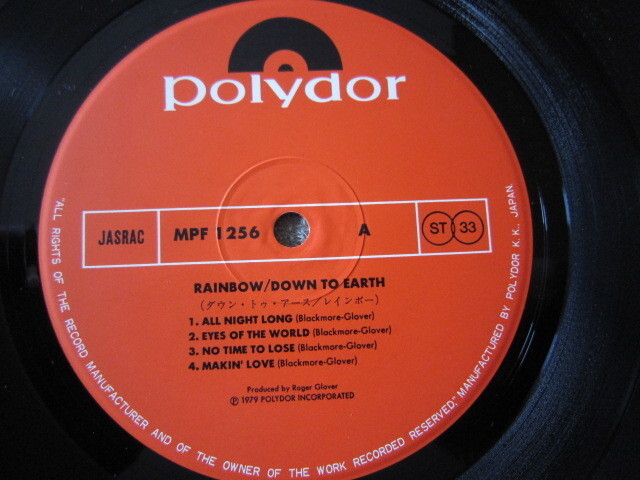 polydor
JASRAC
MPF 1256
A
ST 33
RAINBOW/DOWN TO EARTH
(ダウン・トゥ・アース/レインボー)
1. ALL NIGHT LONG (Blackmore-Glover)
2. EYES OF THE WORLD (Blackmore-Glover)
3. NO TIME TO LOSE (Blackmore-Glover)
4. MAKIN' LOVE (Blackmore-Glover)
Produced by Roger Glover
Ⓟ 1979 POLYDOR INCORPORATED
"ALL RIGHTS OF THE RECORD MANUFACTURER AND OF THE OWNER OF THE WORK RECORDED RESERVED," MANUFACTURED BY POLYDOR K.K. JAPAN.